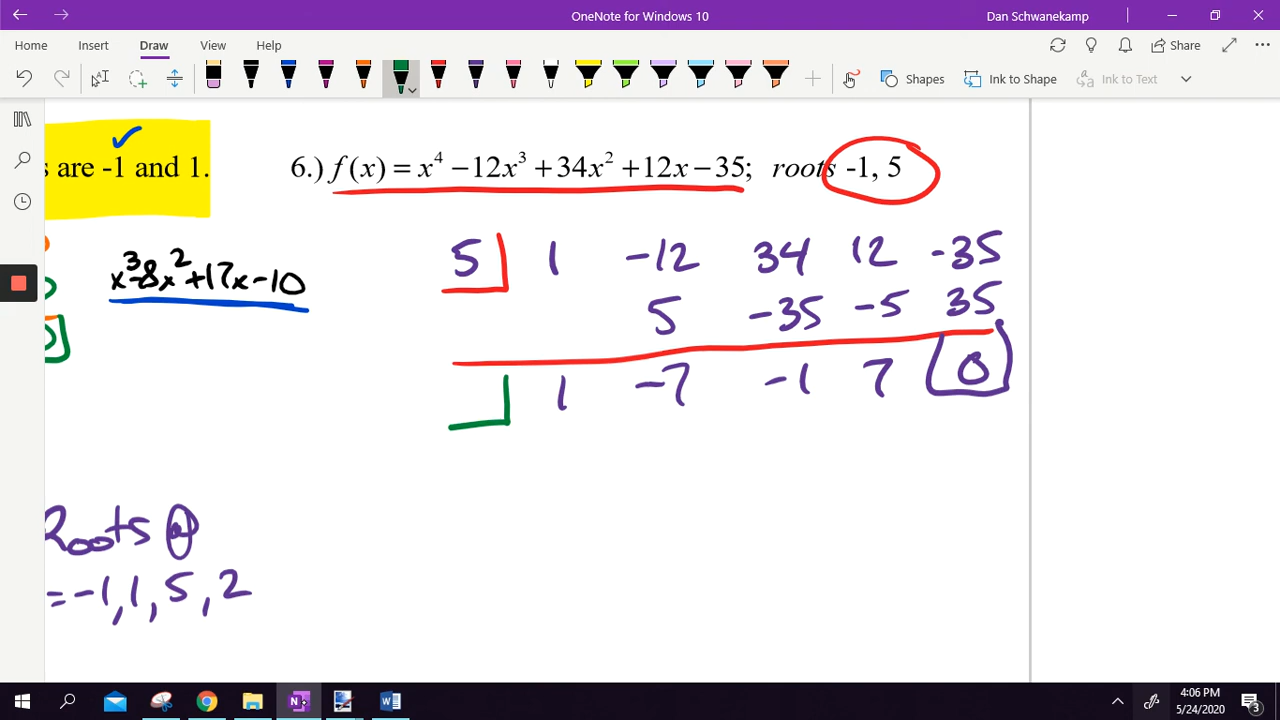 OneNote for Windows 10
Dan Schwanekamp
Home Insert Draw View Help
Share
Shapes
Ink to Shape
Ink to Text
s are -1 and 1.
6.) f(x) = x⁴ −12x³ + 34x² +12x − 35; roots -1, 5
x³-8x²+17x-10
5 1 -12 34 12 -35
5 -35 -5 35
1 -7 -1 7 0
Roots @
= -1, 1, 5, 2
4:06 PM
5/24/2020
3